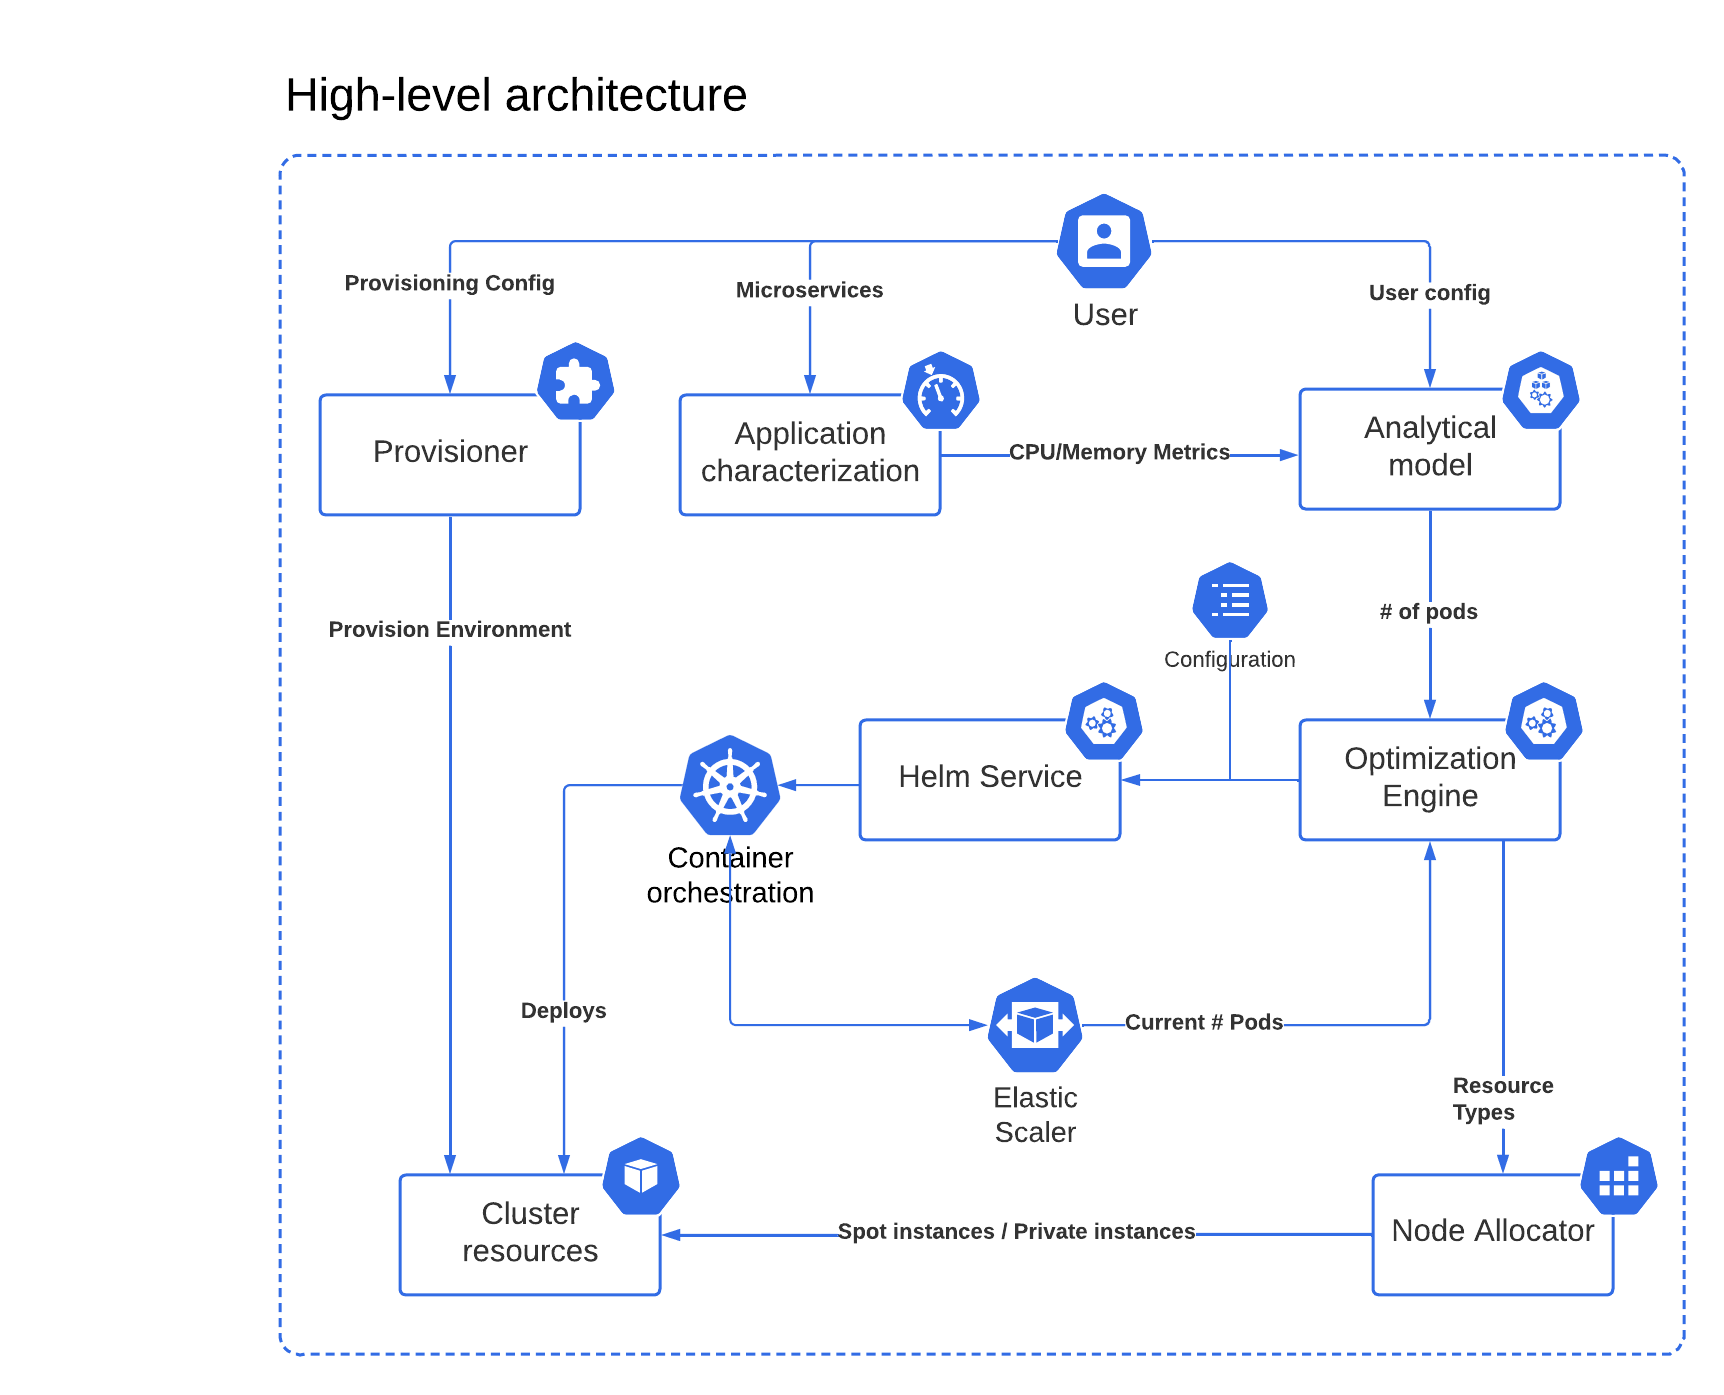 High-level architecture
User
Provisioning Config
Microservices
User config
Provisioner
Application
characterization
CPU/Memory Metrics
Analytical
model
Provision Environment
# of pods
Configuration
Helm Service
Optimization
Engine
Container
orchestration
Deploys
Current # Pods
Elastic
Scaler
Resource
Types
Cluster
resources
Spot instances / Private instances
Node Allocator